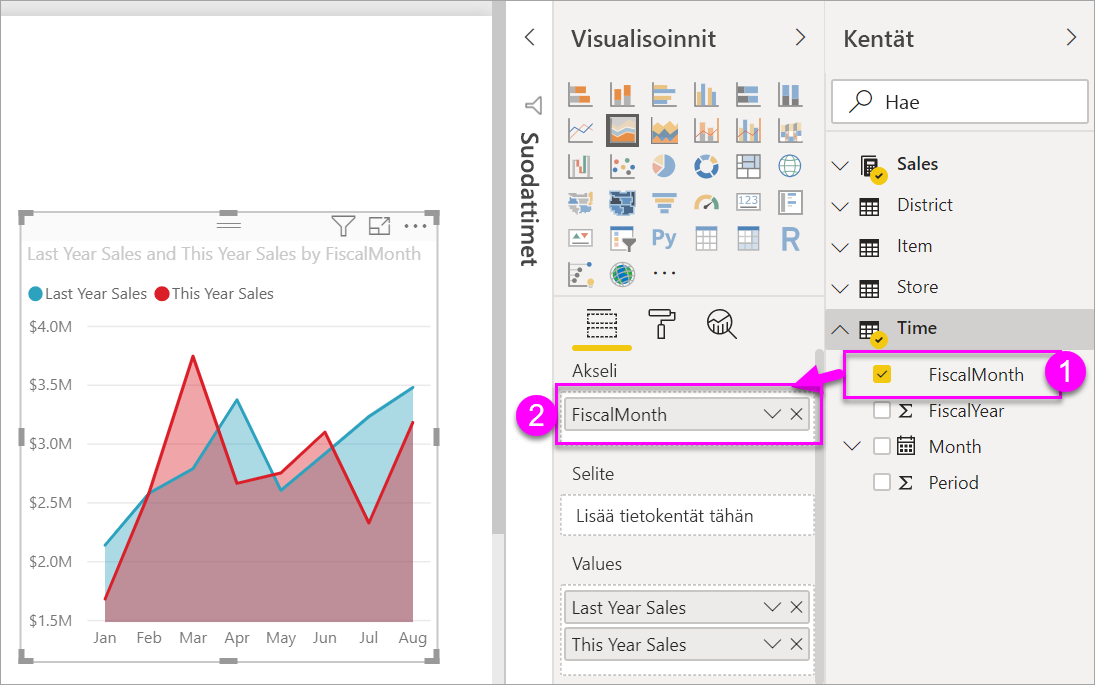 Last Year Sales and This Year Sales by FiscalMonth
Last Year Sales This Year Sales
$4.0M
$3.5M
$3.0M
$2.5M
$2.0M
$1.5M
Jan Feb Mar Apr May Jun Jul Aug
Suodattimet
Visualisoinnit
123
Py
R
Akseli
2
FiscalMonth
Selite
Lisää tietokentät tähän
Values
Last Year Sales
This Year Sales
Kentät
Hae
Sales
District
Item
Store
Time
FiscalMonth
1
Σ FiscalYear
Month
Σ Period